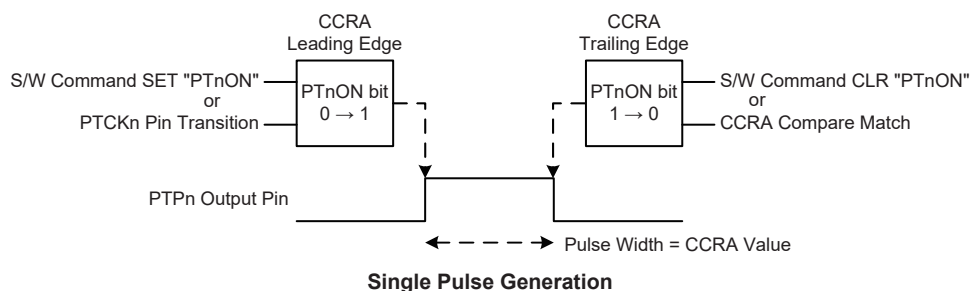 CCRA
Leading Edge
CCRA
Trailing Edge
S/W Command SET "PTnON"
or
PTCKn Pin Transition
PTnON bit
0 → 1
PTnON bit
1 → 0
S/W Command CLR "PTnON"
or
CCRA Compare Match
PTPn Output Pin
Pulse Width = CCRA Value
Single Pulse Generation